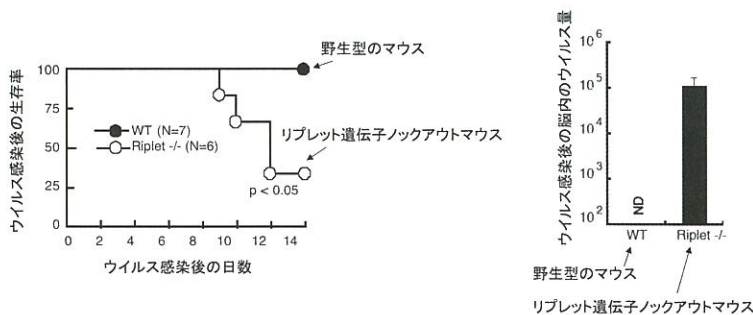 ウイルス感染後の生存率
100
75
50
25
0
野生型のマウス
WT (N=7)
Riplet -/- (N=6)
リプレット遺伝子ノックアウトマウス
p < 0.05
0 2 4 6 8 10 12 14
ウイルス感染後の日数
ウイルス感染後の脳内のウイルス量
10⁶
10⁵
10⁴
10³
10²
ND
WT Riplet -/-
野生型のマウス
リプレット遺伝子ノックアウトマウス